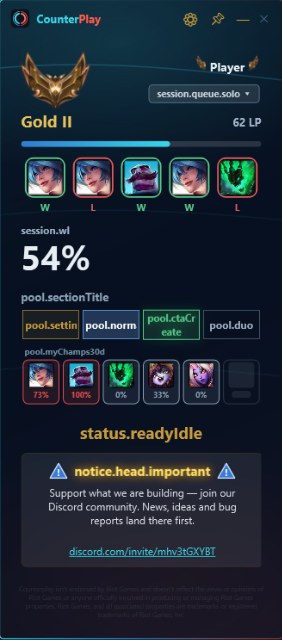 CounterPlay
Player
session.queue.solo
Gold II
62 LP
W L W W L
session.wl
54%
pool.sectionTitle
pool.settin
pool.norm
pool.ctaCr
eate
pool.duo
pool.myChamps30d
73% 100% 0% 33% 0%
status.readyIdle
notice.head.important
Support what we are building — join our
Discord community. News, ideas and bug
reports land there first.
discord.com/invite/mhv3tGXYBT